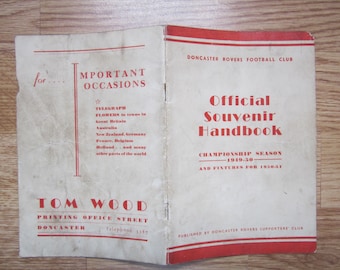 for....
IMPORTANT
OCCASIONS
TELEGRAPH
FLOWERS to
Great Britain
Australia
New Zealand, Germany
France, Belgium
Holland and many
other parts of the world
TOM WOOD
PRINTING OFFICE STREET
DONCASTER
DONCASTER ROVERS FOOTBALL CLUB
Official
Souvenir
Handbook
CHAMPIONSHIP SEASON
1949-50
AND FIXTURES FOR 1950-51
PUBLISHED BY DONCASTER ROVERS SUPPORTERS' CLUB